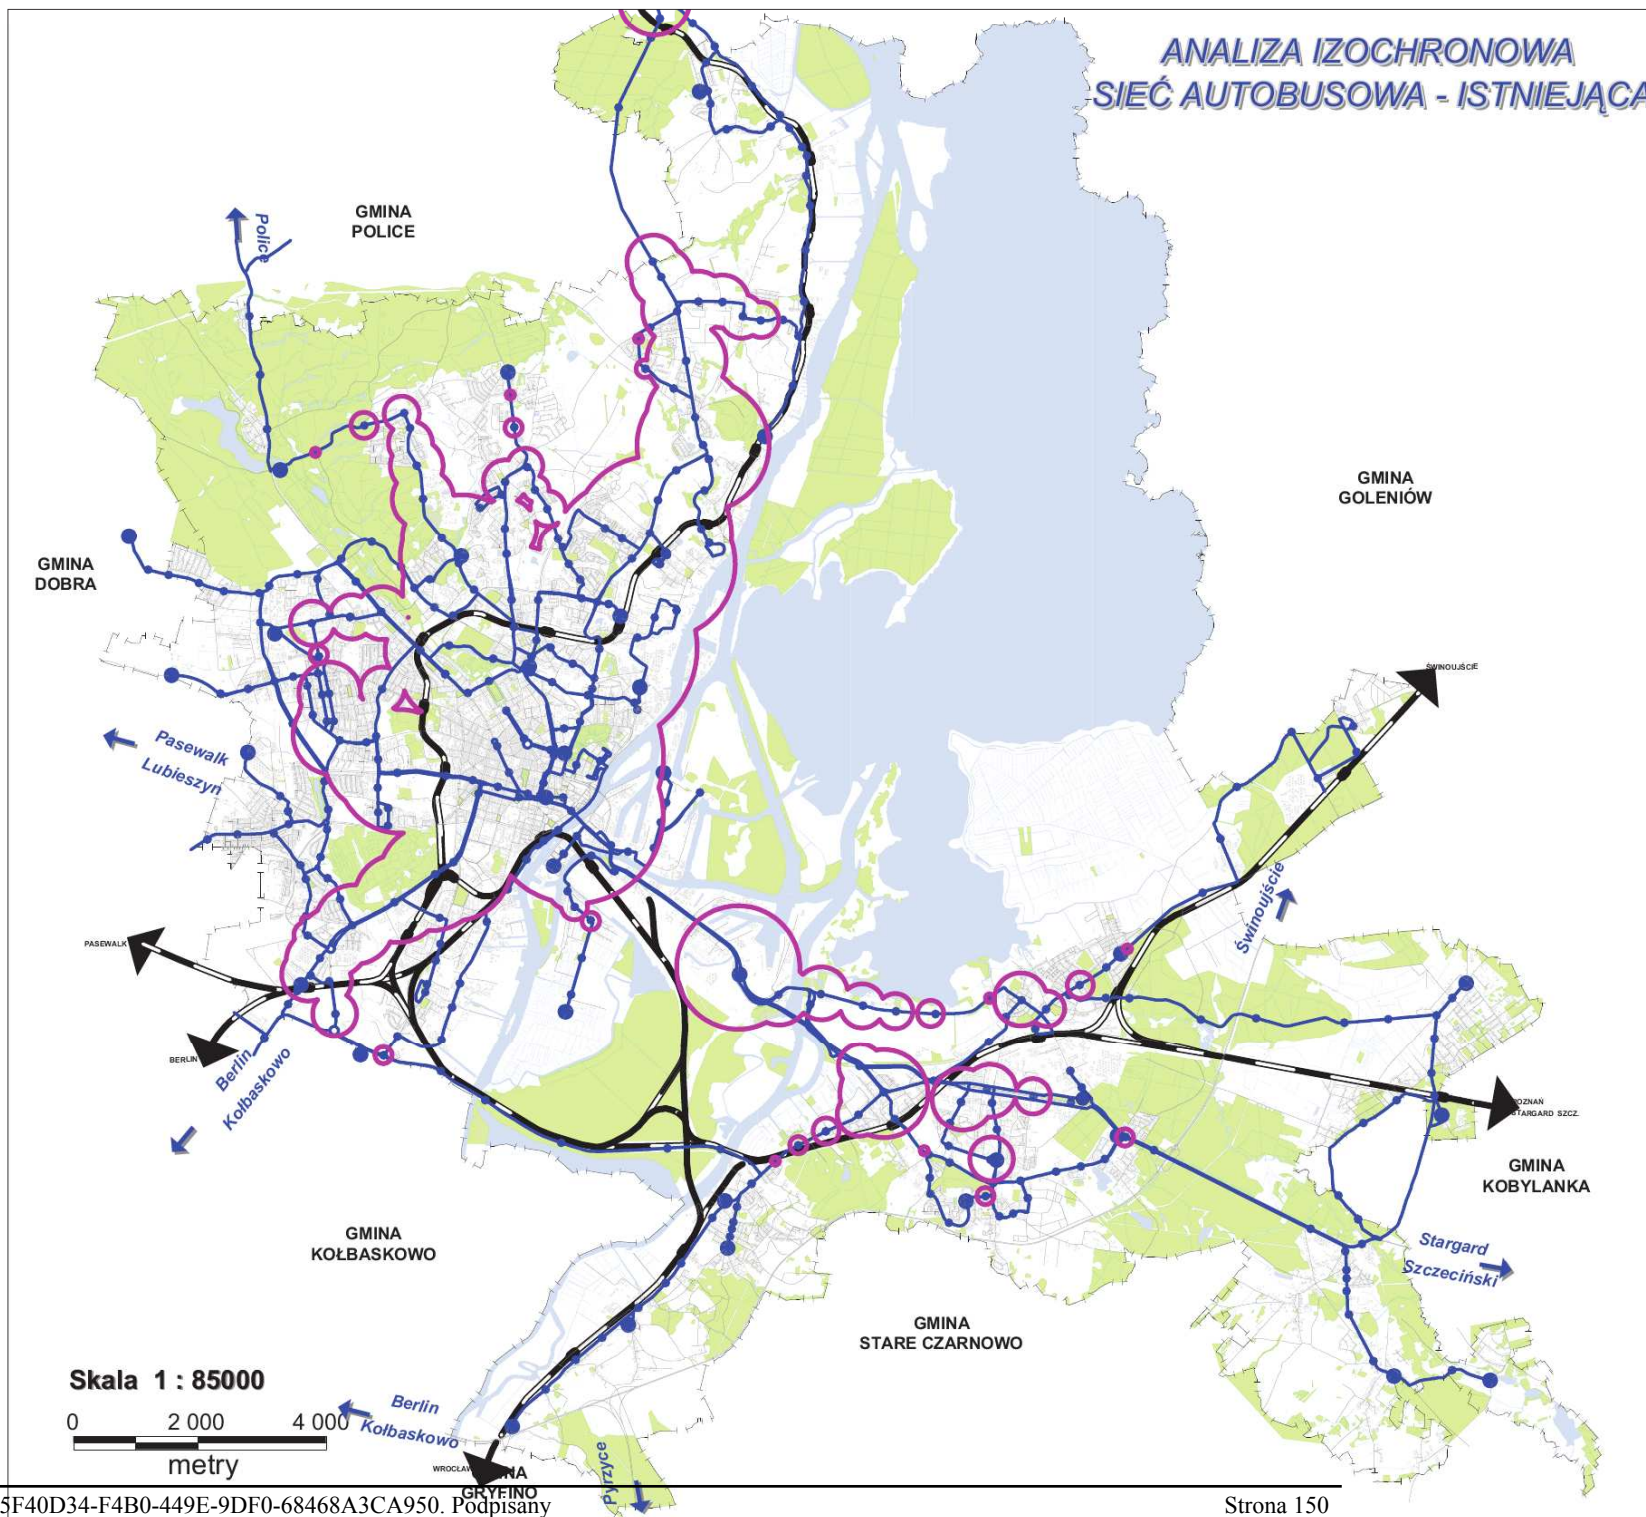 ANALIZA IZOCHRONOWA
SIEĆ AUTOBUSOWA - ISTNIEJĄCA
GMINA
POLICE
Police
GMINA
GOLENIÓW
GMINA
DOBRA
ŚWINOUJŚCIE
Pasewalk
Lubieszyn
Świnoujście
PASEWALK
BERLIN
Berlin
Kołbaskowo
POZNAŃ
STARGARD SZCZ.
GMINA
KOBYLANKA
GMINA
KOŁBASKOWO
Stargard
Szczeciński
GMINA
STARE CZARNOWO
Skala 1 : 85000
0 2 000 4 000
metry
Berlin
Kołbaskowo
WROCŁAW
GMINA
GRYFINO
Pyrzyce
5F40D34-F4B0-449E-9DF0-68468A3CA950. Podpisany
Strona 150